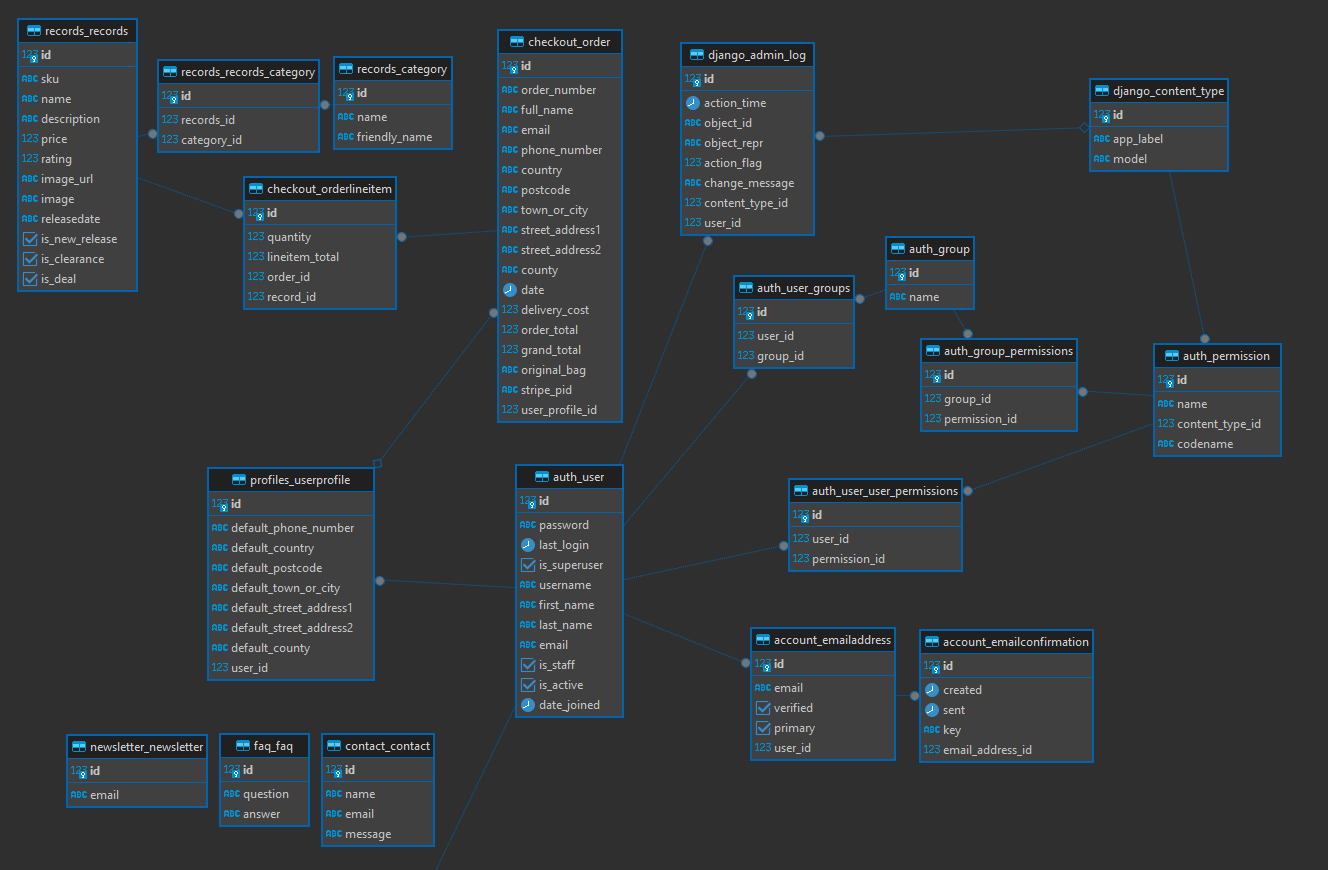 records_records
123 id
ABC sku
ABC name
ABC description
123 price
123 rating
ABC image_url
ABC image
ABC releasedate
is_new_release
is_clearance
is_deal
records_records_category
123 id
123 records_id
123 category_id
records_category
123 id
ABC name
ABC friendly_name
checkout_orderlineitem
123 id
123 quantity
123 lineitem_total
123 order_id
123 record_id
checkout_order
123 id
ABC order_number
ABC full_name
ABC email
ABC phone_number
ABC country
ABC postcode
ABC town_or_city
ABC street_address1
ABC street_address2
ABC county
date
123 delivery_cost
123 order_total
123 grand_total
ABC original_bag
ABC stripe_pid
123 user_profile_id
django_admin_log
123 id
action_time
ABC object_id
ABC object_repr
123 action_flag
ABC change_message
123 content_type_id
123 user_id
django_content_type
123 id
ABC app_label
ABC model
auth_group
123 id
ABC name
auth_user_groups
123 id
123 user_id
123 group_id
auth_group_permissions
123 id
123 group_id
123 permission_id
auth_permission
123 id
ABC name
123 content_type_id
ABC codename
profiles_userprofile
123 id
ABC default_phone_number
ABC default_country
ABC default_postcode
ABC default_town_or_city
ABC default_street_address1
ABC default_street_address2
ABC default_county
123 user_id
auth_user
123 id
ABC password
last_login
is_superuser
ABC username
ABC first_name
ABC last_name
ABC email
is_staff
is_active
date_joined
auth_user_user_permissions
123 id
123 user_id
123 permission_id
account_emailaddress
123 id
ABC email
verified
primary
123 user_id
account_emailconfirmation
123 id
created
sent
ABC key
123 email_address_id
newsletter_newsletter
123 id
ABC email
faq_faq
123 id
ABC question
ABC answer
contact_contact
123 id
ABC name
ABC email
ABC message